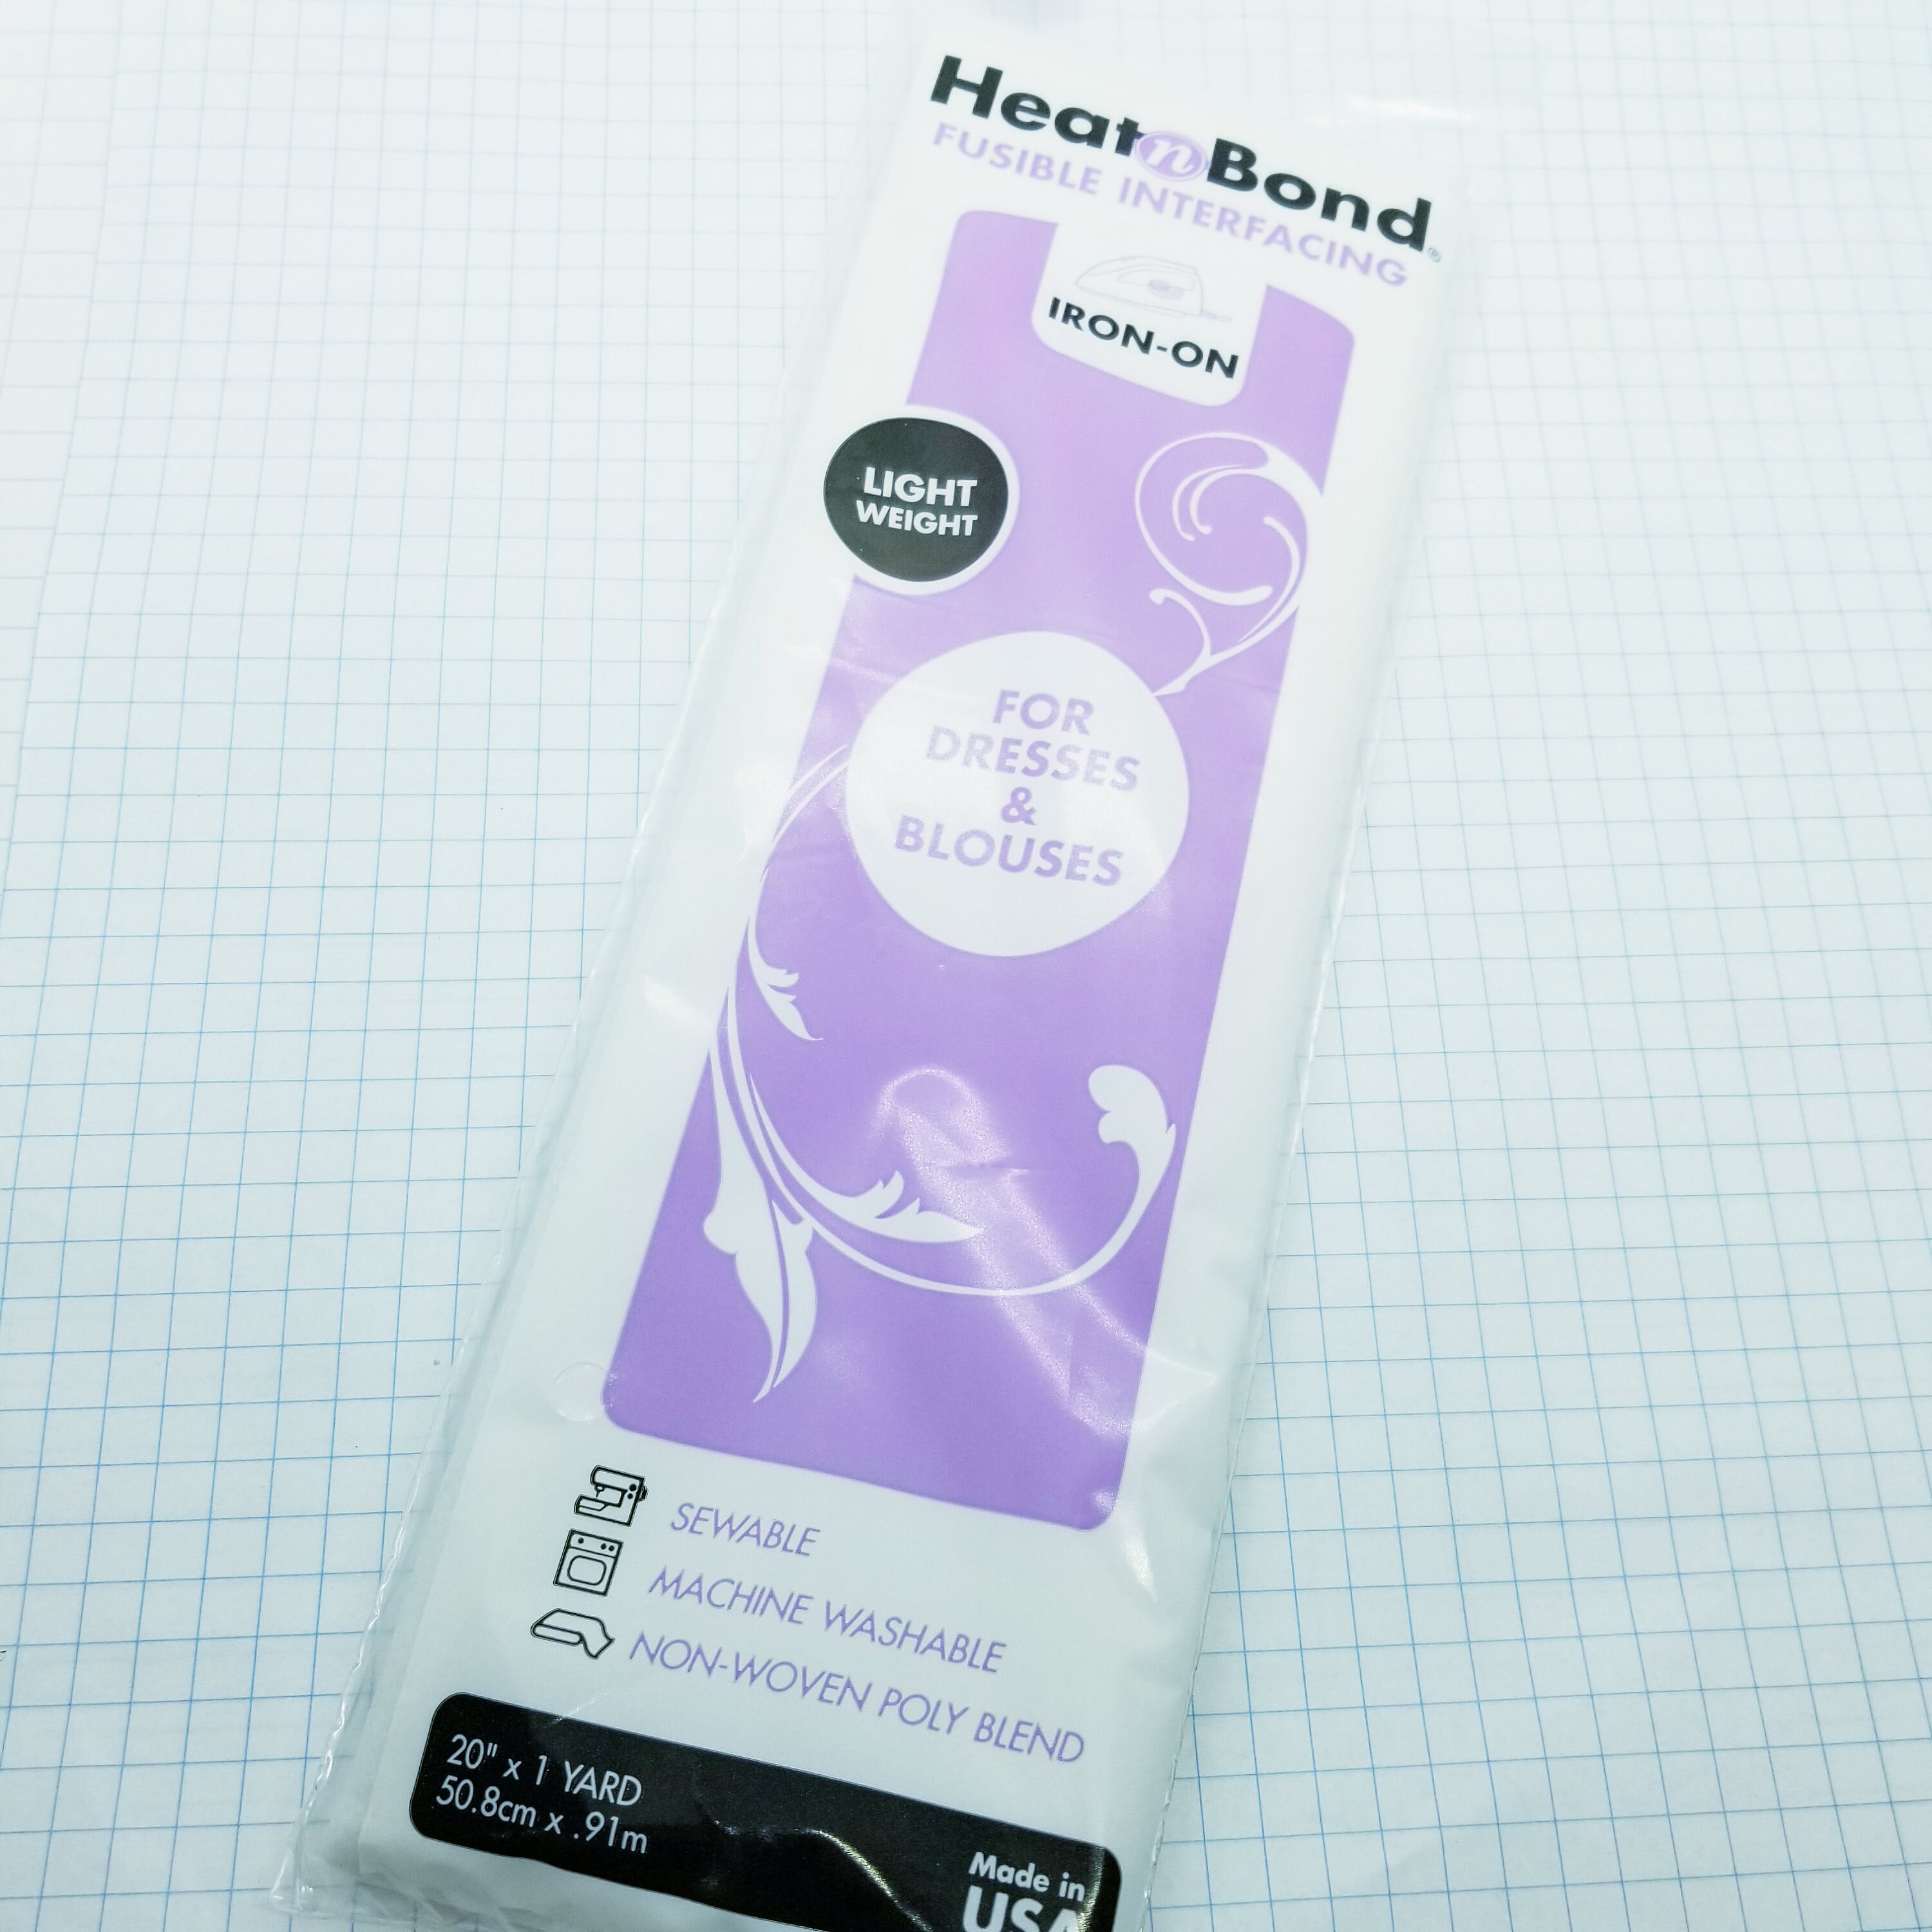 HeatnBond®
FUSIBLE INTERFACING
IRON-ON
LIGHT
WEIGHT
FOR
DRESSES
&
BLOUSES
SEWABLE
MACHINE WASHABLE
NON-WOVEN POLY BLEND
20" x 1 YARD
50.8cm x .91m
Made in
USA